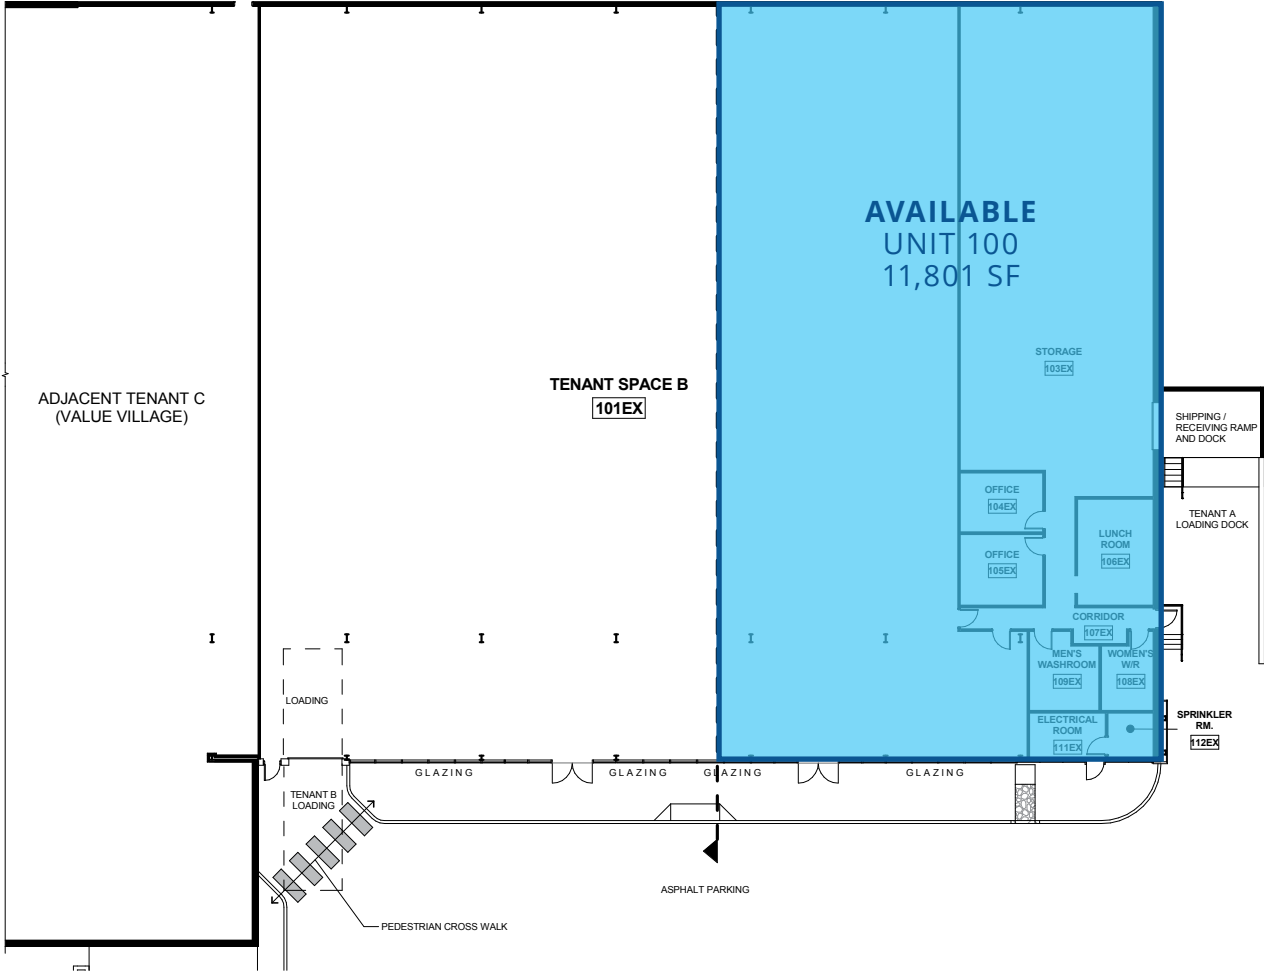 AVAILABLE
UNIT 100
11,801 SF
STORAGE
103EX
TENANT SPACE B
101EX
ADJACENT TENANT C
(VALUE VILLAGE)
SHIPPING /
RECEIVING RAMP
AND DOCK
OFFICE
104EX
TENANT A
LOADING DOCK
LUNCH
ROOM
106EX
OFFICE
105EX
CORRIDOR
107EX
MEN'S
WASHROOM
109EX
WOMEN'S
W/R
108EX
LOADING
ELECTRICAL
ROOM
111EX
SPRINKLER
RM.
112EX
GLAZING
GLAZING
GLAZING
GLAZING
TENANT B
LOADING
ASPHALT PARKING
PEDESTRIAN CROSS WALK